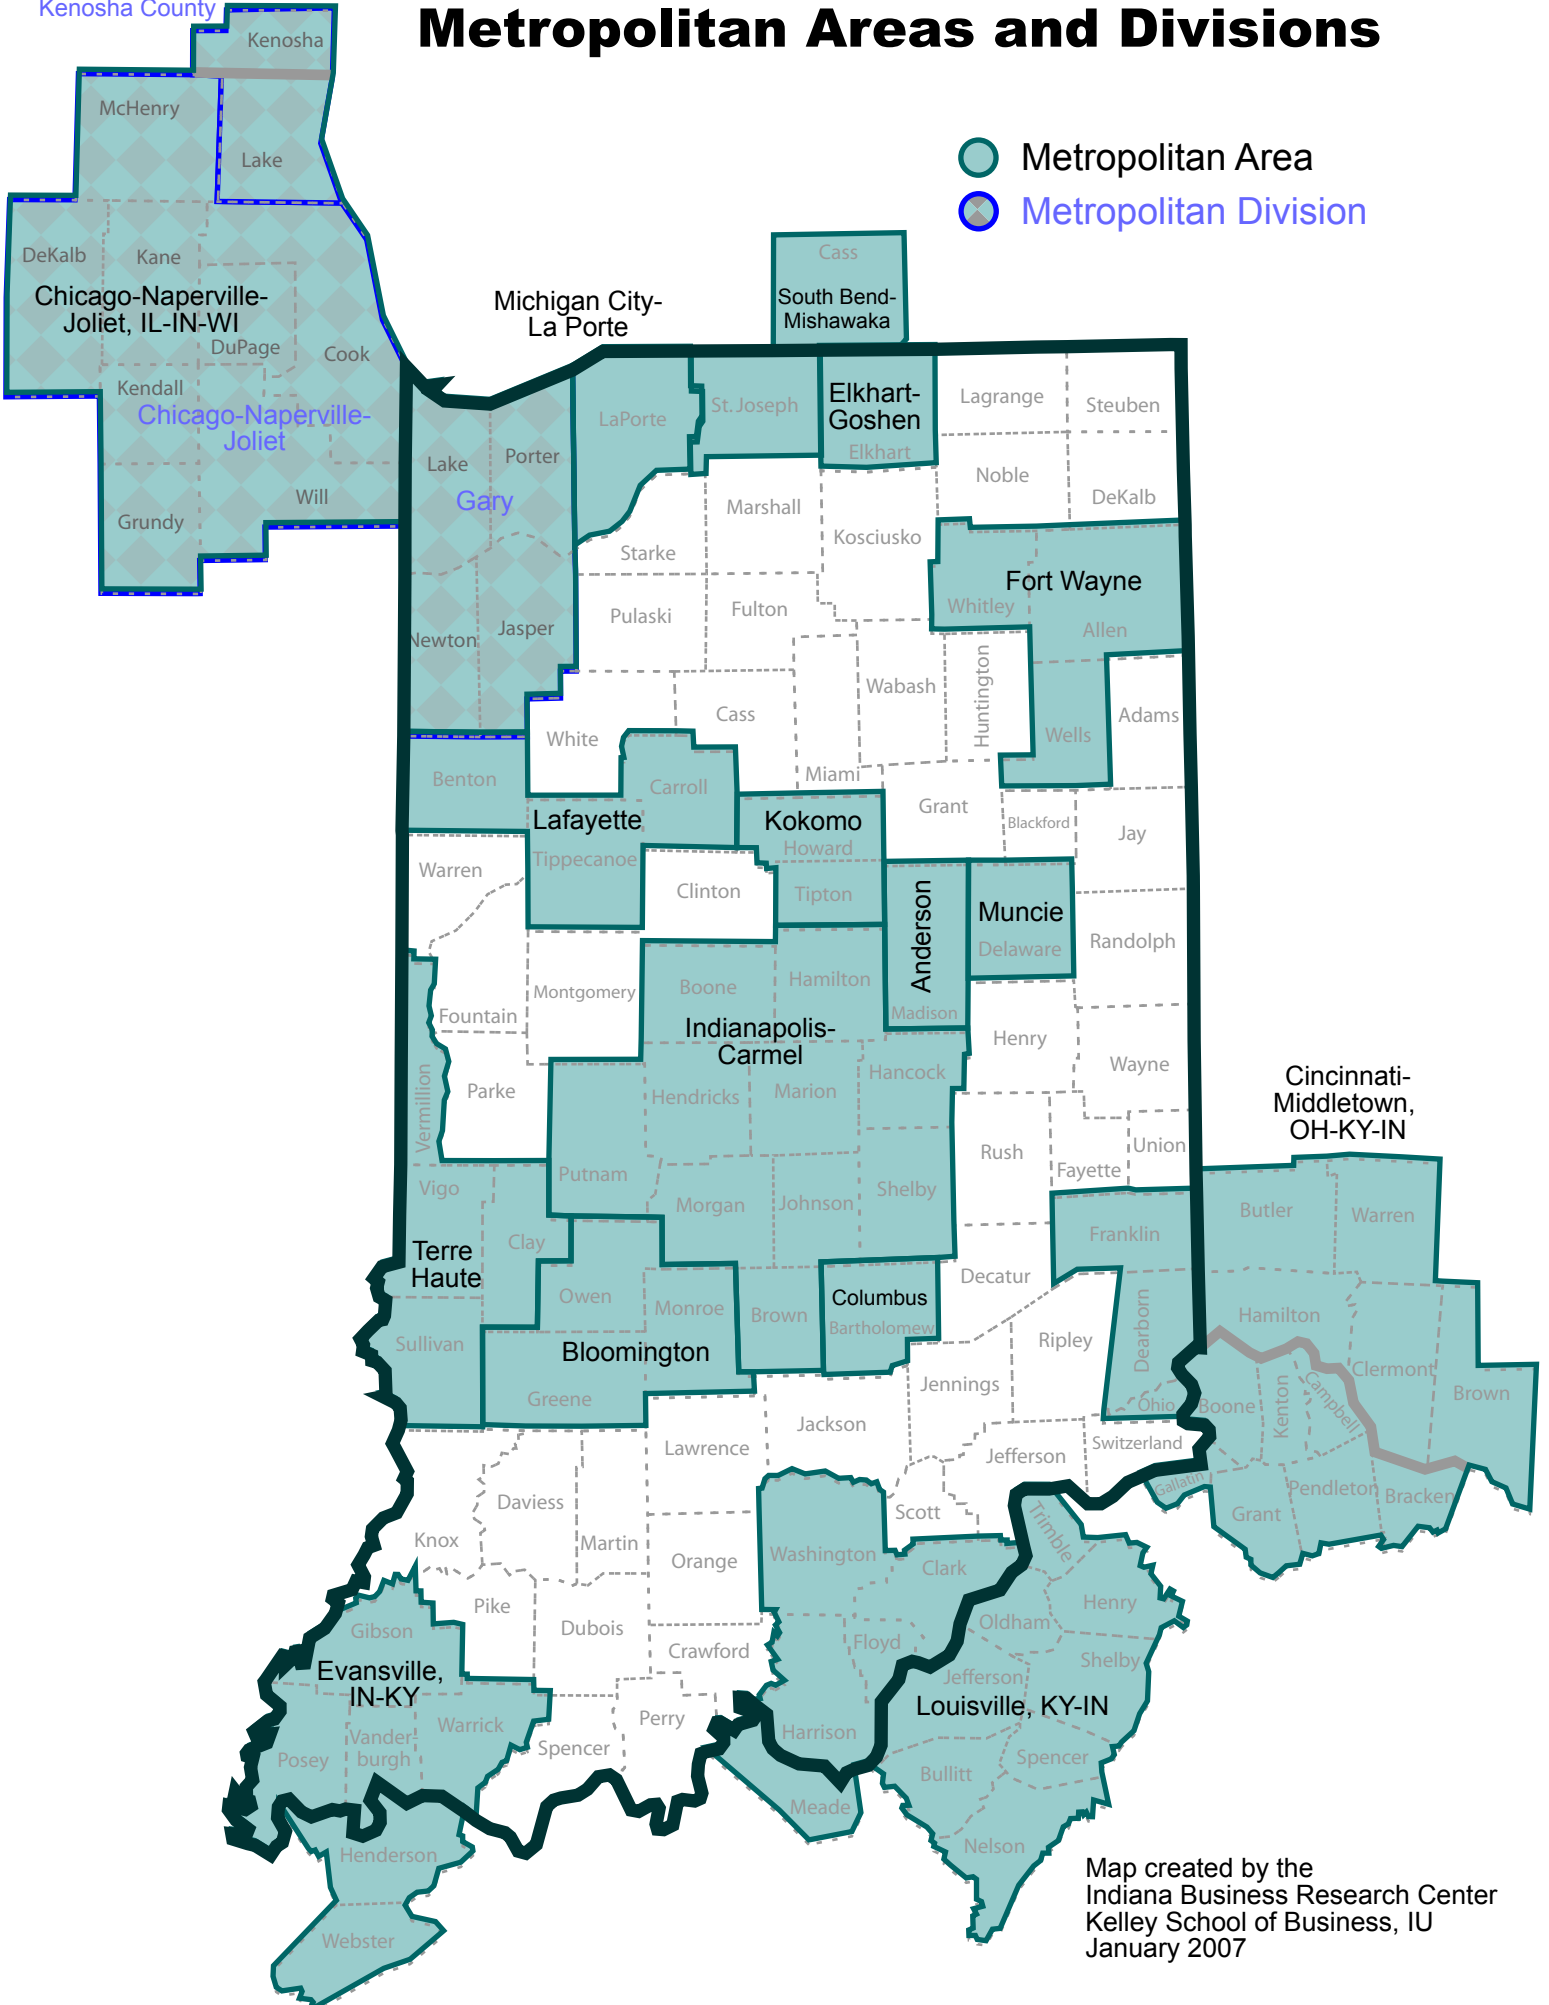 Kenosha County
Metropolitan Areas and Divisions
Kenosha
McHenry
Lake
Metropolitan Area
Metropolitan Division
DeKalb
Kane
Chicago-Naperville-
Joliet, IL-IN-WI
DuPage
Cook
Kendall
Chicago-Naperville-
Joliet
Will
Grundy
Cass
South Bend-
Mishawaka
Michigan City-
La Porte
LaPorte
St. Joseph
Elkhart-
Goshen
Elkhart
Lagrange
Steuben
Lake
Porter
Gary
Noble
DeKalb
Marshall
Kosciusko
Starke
Fort Wayne
Whitley
Allen
Pulaski
Fulton
Newton
Jasper
Wabash
Huntington
Cass
Adams
White
Wells
Miami
Benton
Carroll
Grant
Blackford
Jay
Lafayette
Tippecanoe
Kokomo
Howard
Tipton
Warren
Clinton
Anderson
Madison
Muncie
Delaware
Randolph
Montgomery
Boone
Hamilton
Fountain
Indianapolis-
Carmel
Henry
Wayne
Vermillion
Parke
Hendricks
Marion
Hancock
Cincinnati-
Middletown,
OH-KY-IN
Rush
Fayette
Union
Putnam
Vigo
Morgan
Johnson
Shelby
Clay
Franklin
Butler
Warren
Terre
Haute
Owen
Monroe
Brown
Columbus
Bartholomew
Decatur
Dearborn
Hamilton
Sullivan
Bloomington
Greene
Ripley
Jennings
Ohio
Clermont
Brown
Boone
Kenton
Campbell
Jackson
Lawrence
Jefferson
Switzerland
Gallatin
Grant
Pendleton
Bracken
Daviess
Scott
Knox
Martin
Orange
Washington
Clark
Trimble
Pike
Dubois
Oldham
Henry
Gibson
Crawford
Floyd
Shelby
Evansville,
IN-KY
Jefferson
Louisville, KY-IN
Warrick
Vander-
burgh
Posey
Spencer
Perry
Harrison
Bullitt
Spencer
Meade
Nelson
Henderson
Webster
Map created by the
Indiana Business Research Center
Kelley School of Business, IU
January 2007